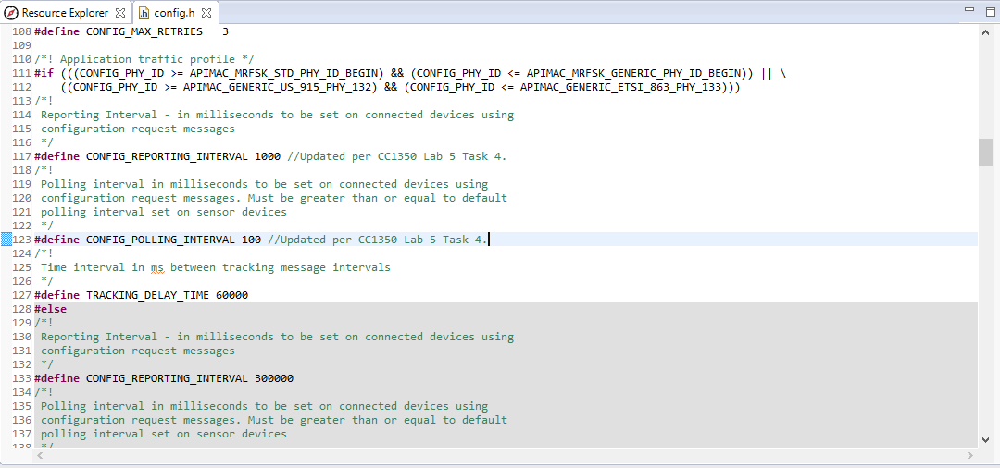 Resource Explorer config.h
108 #define CONFIG_MAX_RETRIES   3
109
110 /*! Application traffic profile */
111 #if (((CONFIG_PHY_ID >= APIMAC_MRFSK_STD_PHY_ID_BEGIN) && (CONFIG_PHY_ID <= APIMAC_MRFSK_GENERIC_PHY_ID_BEGIN)) || \
112     ((CONFIG_PHY_ID >= APIMAC_GENERIC_US_915_PHY_132) && (CONFIG_PHY_ID <= APIMAC_GENERIC_ETSI_863_PHY_133)))
113 /*!
114  Reporting Interval - in milliseconds to be set on connected devices using
115  configuration request messages
116  */
117 #define CONFIG_REPORTING_INTERVAL 1000 //Updated per CC1350 Lab 5 Task 4.
118 /*!
119  Polling interval in milliseconds to be set on connected devices using
120  configuration request messages. Must be greater than or equal to default
121  polling interval set on sensor devices
122  */
123 #define CONFIG_POLLING_INTERVAL 100 //Updated per CC1350 Lab 5 Task 4.
124 /*!
125  Time interval in ms between tracking message intervals
126  */
127 #define TRACKING_DELAY_TIME 60000
128 #else
129 /*!
130  Reporting Interval - in milliseconds to be set on connected devices using
131  configuration request messages
132  */
133 #define CONFIG_REPORTING_INTERVAL 300000
134 /*!
135  Polling interval in milliseconds to be set on connected devices using
136  configuration request messages. Must be greater than or equal to default
137  polling interval set on sensor devices
138  */